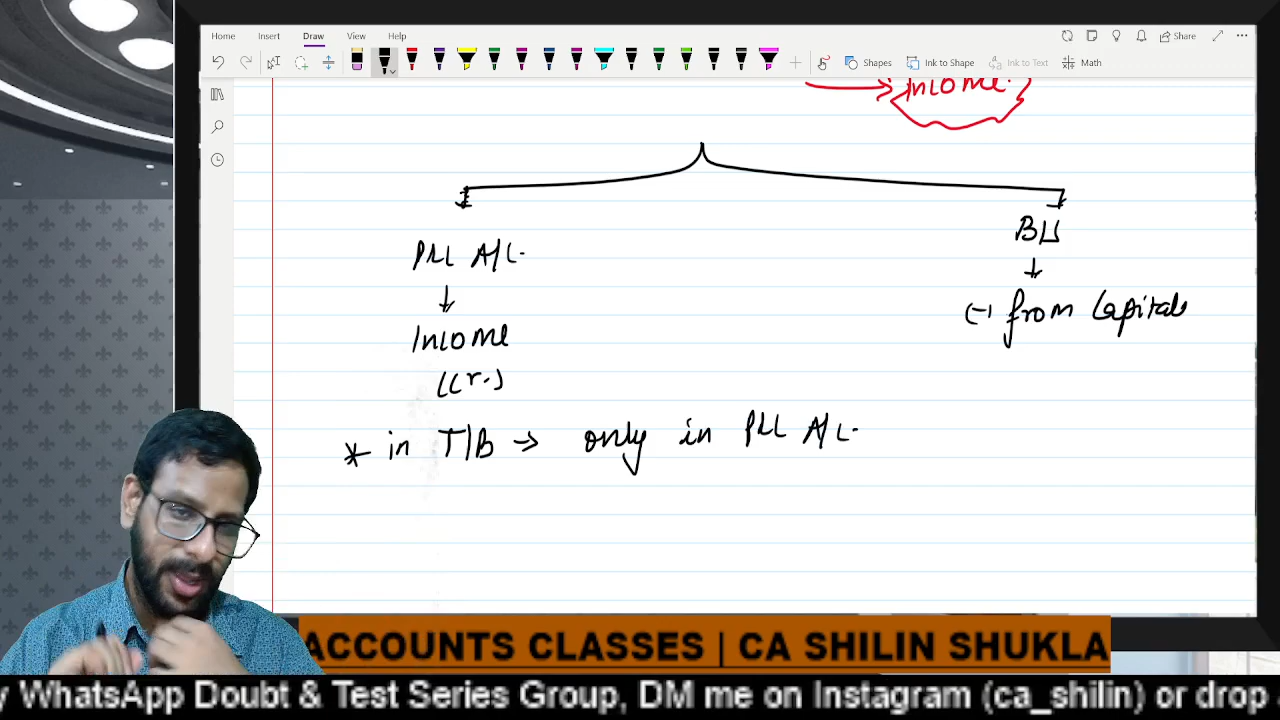 Home Insert Draw View Help
Share
Shapes Ink to Shape Ink to Text Math
Income.
P&L A/c.
B/S
Income
(-) from Capital
(Cr.)
* in T/B → only in P&L A/c.
ACCOUNTS CLASSES | CA SHILIN SHUKLA
y WhatsApp Doubt & Test Series Group, DM me on Instagram (ca_shilin) or drop